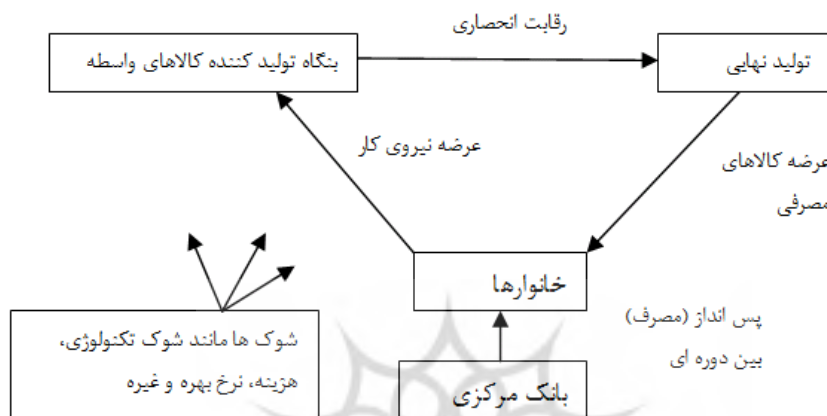 رقابت انحصاری
بنگاه تولید کننده کالاهای واسطه
تولید نهایی
عرضه نیروی کار
عرضه کالاهای
مصرفی
خانوارها
شوک ها مانند شوک تکنولوژی،
هزینه، نرخ بهره و غیره
پس انداز (مصرف)
بین دوره ای
بانک مرکزی